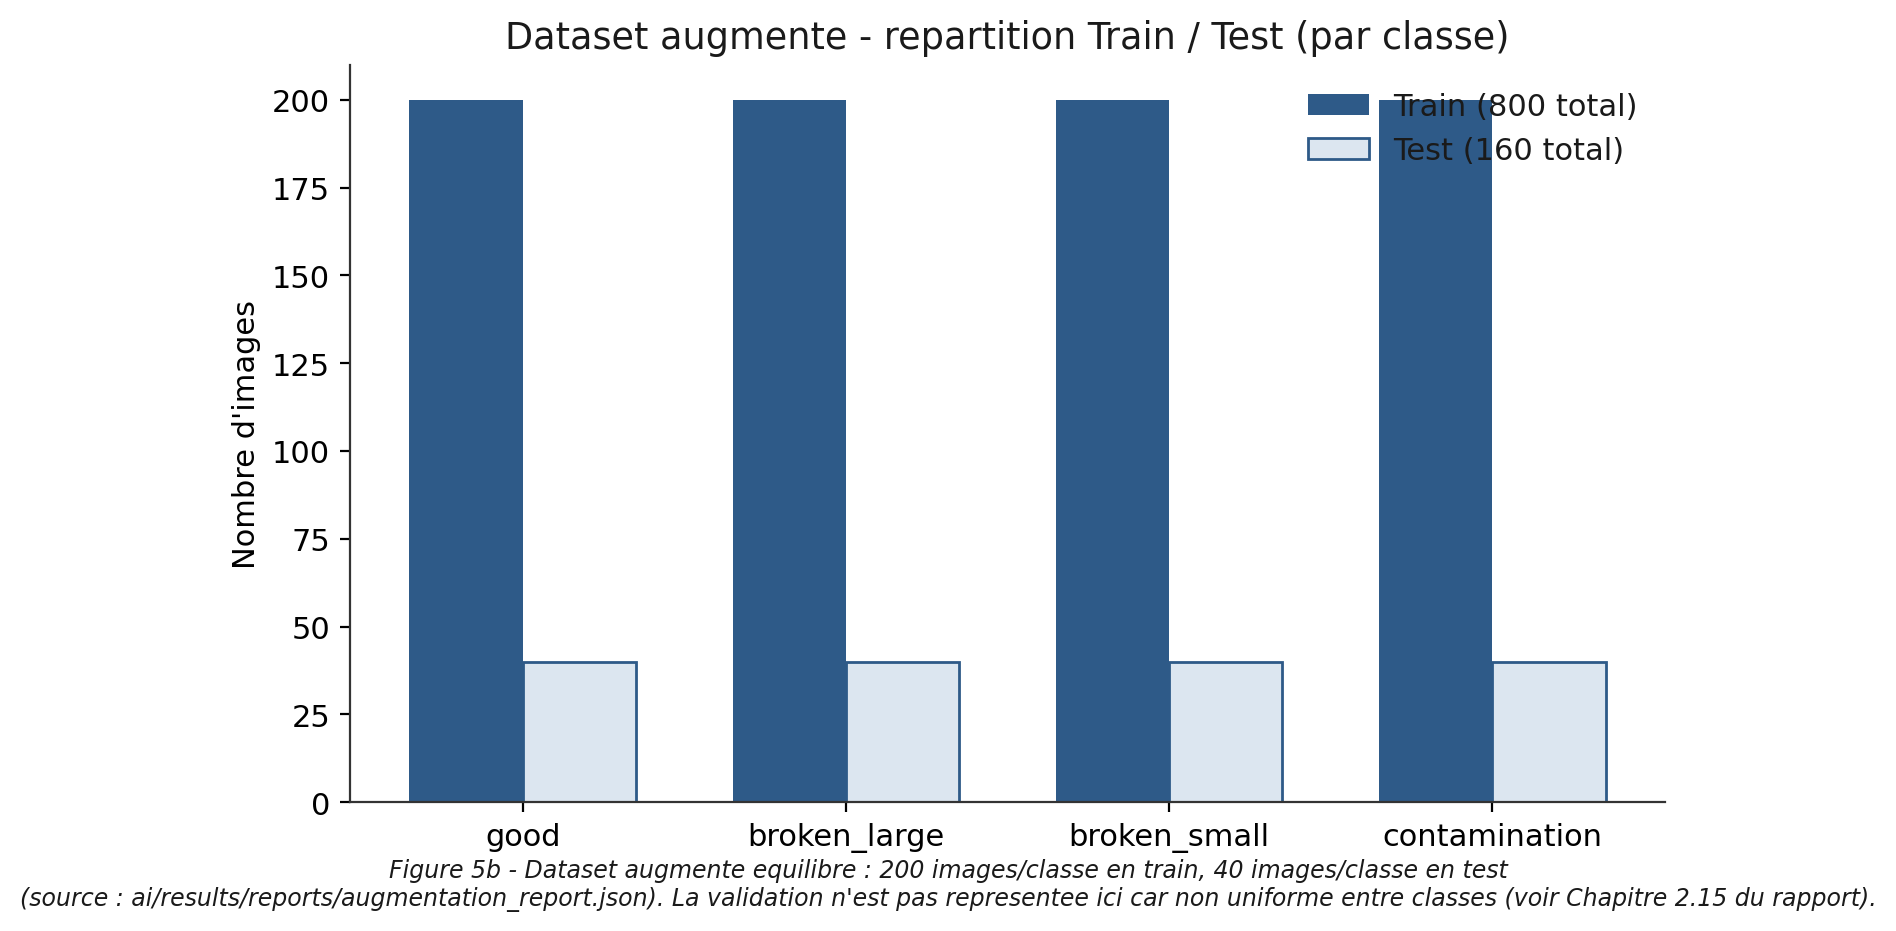 Dataset augmente - repartition Train / Test (par classe)
Train (800 total)
Test (160 total)
Nombre d'images
200
175
150
125
100
75
50
25
0
good
broken_large
broken_small
contamination
Figure 5b - Dataset augmente equilibre : 200 images/classe en train, 40 images/classe en test
(source : ai/results/reports/augmentation_report.json). La validation n'est pas representee ici car non uniforme entre classes (voir Chapitre 2.15 du rapport).